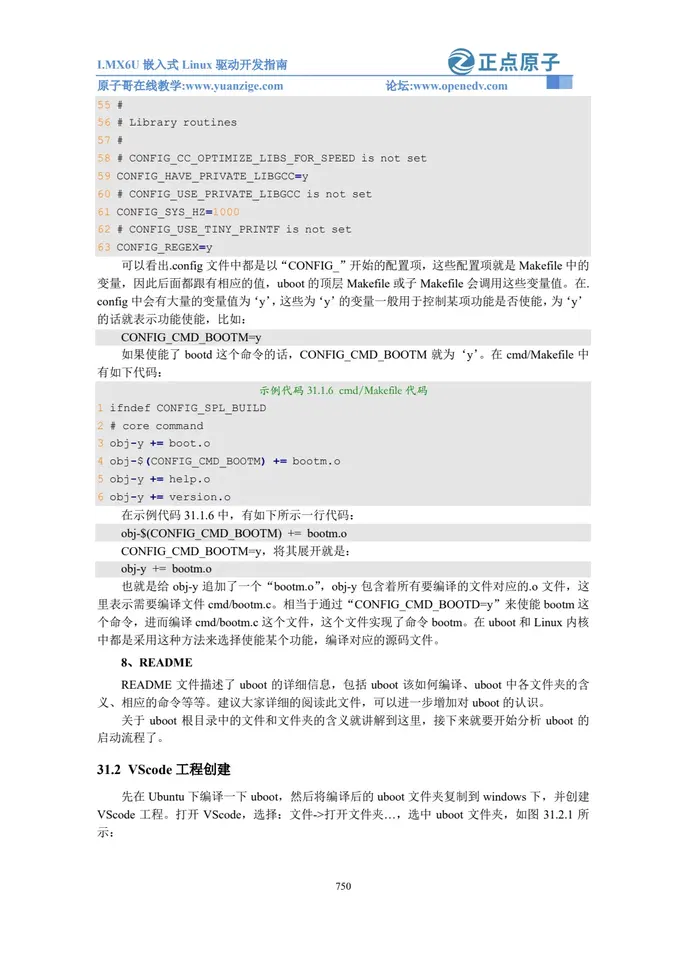 I.MX6U 嵌入式 Linux 驱动开发指南
正点原子
原子哥在线教学:www.yuanzige.com 论坛:www.openedv.com
55 #
56 # Library routines
57 #
58 # CONFIG_CC_OPTIMIZE_LIBS_FOR_SPEED is not set
59 CONFIG_HAVE_PRIVATE_LIBGCC=y
60 # CONFIG_USE_PRIVATE_LIBGCC is not set
61 CONFIG_SYS_HZ=1000
62 # CONFIG_USE_TINY_PRINTF is not set
63 CONFIG_REGEX=y
可以看出.config 文件中都是以“CONFIG_”开始的配置项，这些配置项就是 Makefile 中的
变量，因此后面都跟有相应的值，uboot 的顶层 Makefile 或子 Makefile 会调用这些变量值。在.
config 中会有大量的变量值为‘y’，这些为‘y’的变量一般用于控制某项功能是否使能，为‘y’
的话就表示功能使能，比如：
CONFIG_CMD_BOOTM=y
如果使能了 bootd 这个命令的话，CONFIG_CMD_BOOTM 就为‘y’。在 cmd/Makefile 中
有如下代码：
示例代码 31.1.6 cmd/Makefile 代码
1 ifndef CONFIG_SPL_BUILD
2 # core command
3 obj-y += boot.o
4 obj-$(CONFIG_CMD_BOOTM) += bootm.o
5 obj-y += help.o
6 obj-y += version.o
在示例代码 31.1.6 中，有如下所示一行代码：
obj-$(CONFIG_CMD_BOOTM) += bootm.o
CONFIG_CMD_BOOTM=y，将其展开就是：
obj-y += bootm.o
也就是给 obj-y 追加了一个“bootm.o”，obj-y 包含着所有要编译的文件对应的.o 文件，这
里表示需要编译文件 cmd/bootm.c。相当于通过“CONFIG_CMD_BOOTD=y”来使能 bootm 这
个命令，进而编译 cmd/bootm.c 这个文件，这个文件实现了命令 bootm。在 uboot 和 Linux 内核
中都是采用这种方法来选择使能某个功能，编译对应的源码文件。
8、README
README 文件描述了 uboot 的详细信息，包括 uboot 该如何编译、uboot 中各文件夹的含
义、相应的命令等等。建议大家详细的阅读此文件，可以进一步增加对 uboot 的认识。
关于 uboot 根目录中的文件和文件夹的含义就讲解到这里，接下来就要开始分析 uboot 的
启动流程了。
31.2 VScode 工程创建
先在 Ubuntu 下编译一下 uboot，然后将编译后的 uboot 文件夹复制到 windows 下，并创建
VScode 工程。打开 VScode，选择：文件->打开文件夹…，选中 uboot 文件夹，如图 31.2.1 所
示：
750